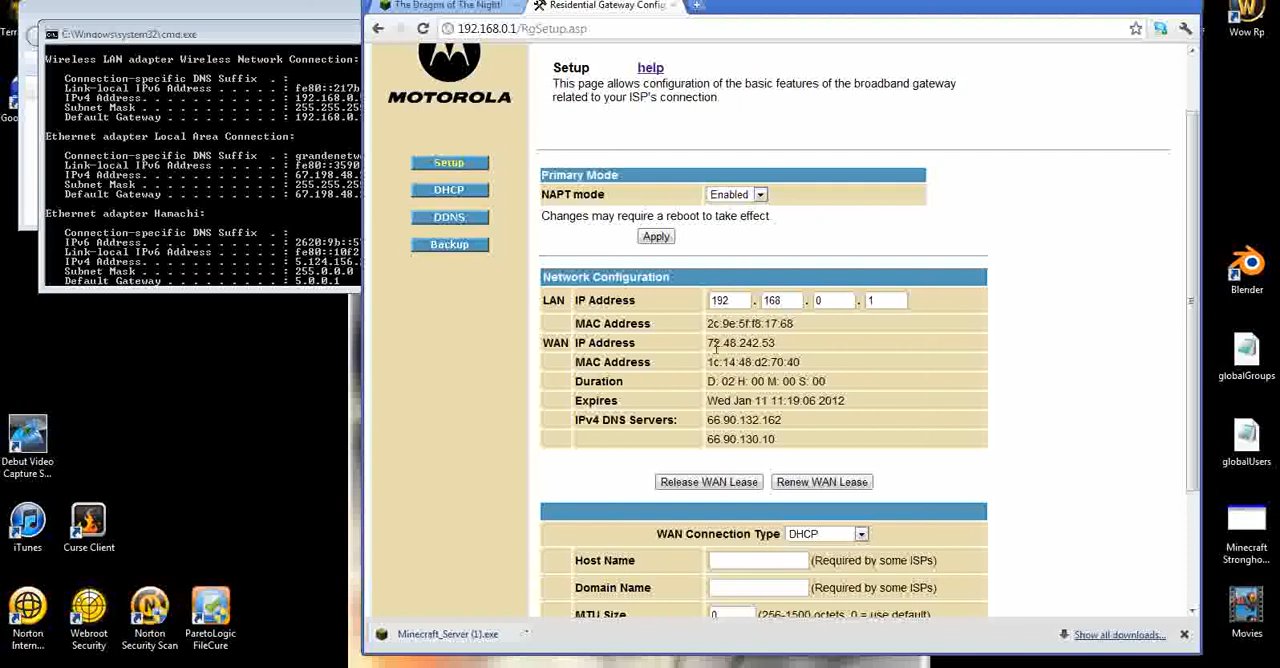 The Dragos of The Night
Residential Gateway Config
192.168.0.1/RgSetup.asp
C:\Windows\system32\cmd.exe
Wireless LAN adapter Wireless Network Connection:
Connection-specific DNS Suffix . :
Link-local IPv6 Address . . . . . : fe80::217b
IPv4 Address. . . . . . . . . . . : 192.168.0.
Subnet Mask . . . . . . . . . . . : 255.255.25
Default Gateway . . . . . . . . . : 192.168.0.
Ethernet adapter Local Area Connection:
Connection-specific DNS Suffix . : grandenetw
Link-local IPv6 Address . . . . . : fe80::3590
IPv4 Address. . . . . . . . . . . : 67.198.48.
Subnet Mask . . . . . . . . . . . : 255.255.25
Default Gateway . . . . . . . . . : 67.198.48.
Ethernet adapter Hamachi:
Connection-specific DNS Suffix . :
IPv6 Address. . . . . . . . . . . : 2620:9b::5
Link-local IPv6 Address . . . . . : fe80::10f2
IPv4 Address. . . . . . . . . . . : 5.124.156.
Subnet Mask . . . . . . . . . . . : 255.0.0.0
Default Gateway . . . . . . . . . : 5.0.0.1
MOTOROLA
Setup
DHCP
DDNS
Backup
Setup help
This page allows configuration of the basic features of the broadband gateway
related to your ISP's connection
Primary Mode
NAPT mode Enabled
Changes may require a reboot to take effect
Apply
Network Configuration
LAN IP Address 192 . 168 . 0 . 1
MAC Address 2c:9e:5f:f8:17:68
WAN IP Address 72.48.242.53
MAC Address 1c:14:48:d2:70:40
Duration D: 02 H: 00 M: 00 S: 00
Expires Wed Jan 11 11:19:06 2012
IPv4 DNS Servers: 66.90.132.162
66.90.130.10
Release WAN Lease Renew WAN Lease
WAN Connection Type DHCP
Host Name (Required by some ISPs)
Domain Name (Required by some ISPs)
MTU Size 0 (256-1500 octets, 0 = use default)
Minecraft_Server (1).exe
Show all downloads...
Debut Video
Capture S...
iTunes
Curse Client
Norton
Intern...
Webroot
Security
Norton
Security Scan
ParetoLogic
FileCure
Wow Rp
Blender
globalGroups
globalUsers
Minecraft
Strongho...
Movies